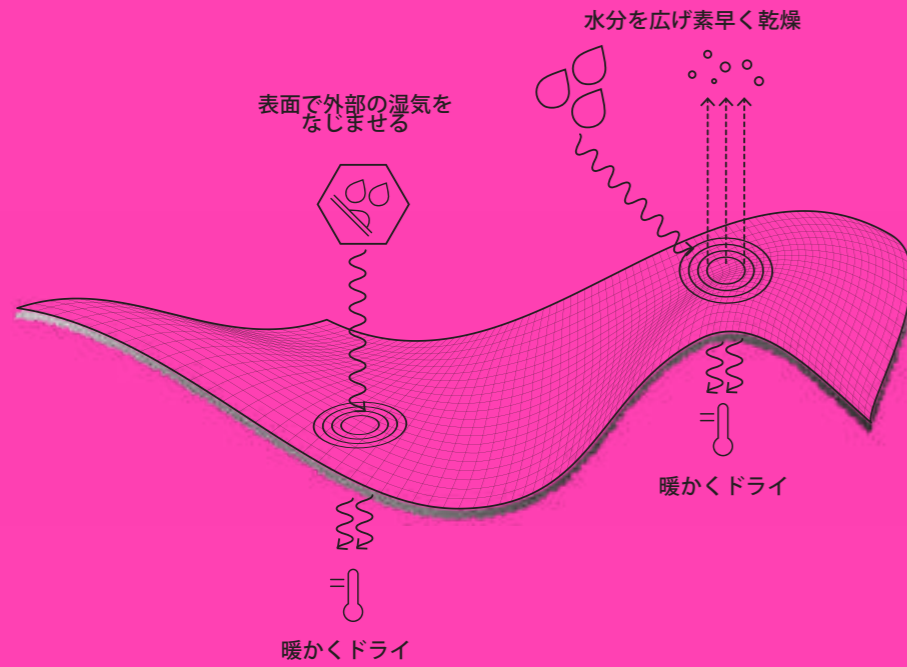 水分を広げ素早く乾燥
表面で外部の湿気を
なじませる
暖かくドライ
暖かくドライ